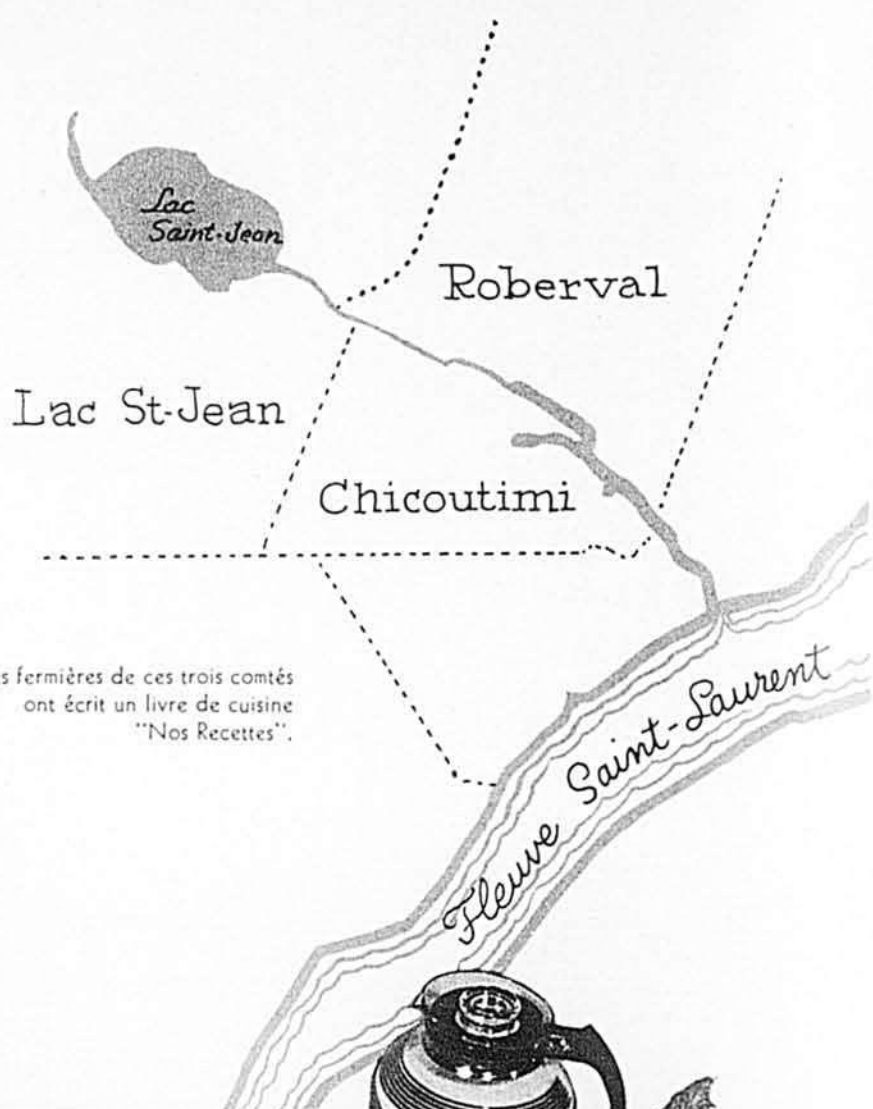 Lac
Saint-Jean
Roberval
Lac St-Jean
Chicoutimi
s fermières de ces trois comtés
ont écrit un livre de cuisine
"Nos Recettes".
Fleuve Saint-Laurent